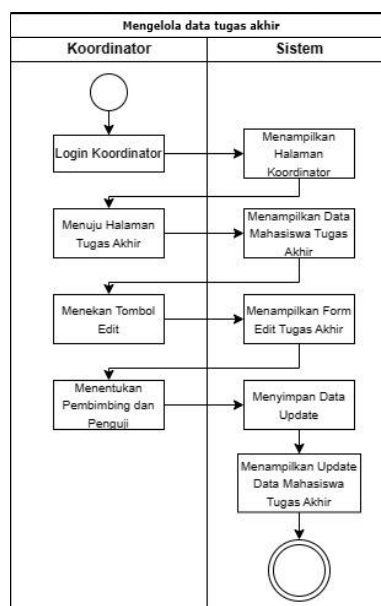 Mengelola data tugas akhir
Koordinator
Sistem
Login Koordinator
Menampilkan
Halaman
Koordinator
Menuju Halaman
Tugas Akhir
Menampilkan Data
Mahasiswa Tugas
Akhir
Menekan Tombol
Edit
Menampilkan Form
Edit Tugas Akhir
Menentukan
Pembimbing dan
Penguji
Menyimpan Data
Update
Menampilkan Update
Data Mahasiswa
Tugas Akhir